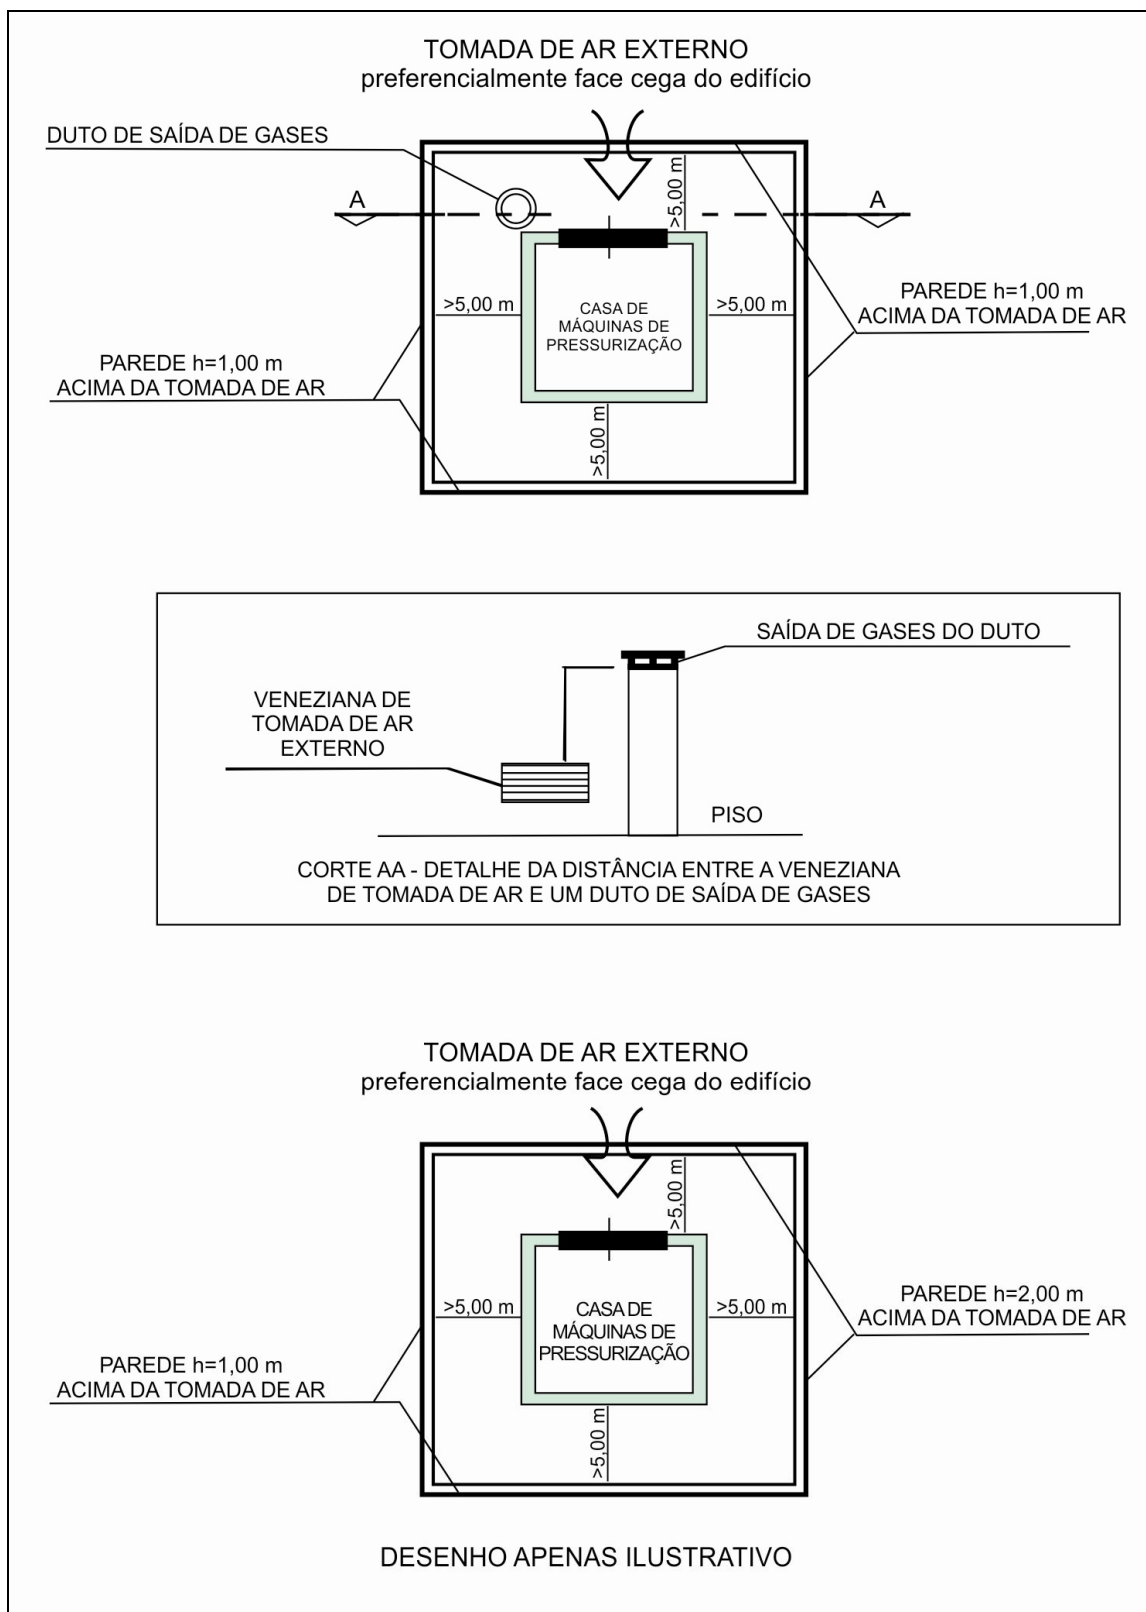 TOMADA DE AR EXTERNO
preferencialmente face cega do edifício
DUTO DE SAÍDA DE GASES
A
A
>5,00 m
>5,00 m
>5,00 m
CASA DE
MÁQUINAS DE
PRESSURIZAÇÃO
PAREDE h=1,00 m
ACIMA DA TOMADA DE AR
PAREDE h=1,00 m
ACIMA DA TOMADA DE AR
>5,00 m
SAÍDA DE GASES DO DUTO
VENEZIANA DE
TOMADA DE AR
EXTERNO
PISO
CORTE AA - DETALHE DA DISTÂNCIA ENTRE A VENEZIANA
DE TOMADA DE AR E UM DUTO DE SAÍDA DE GASES
TOMADA DE AR EXTERNO
preferencialmente face cega do edifício
>5,00 m
>5,00 m
>5,00 m
CASA DE
MÁQUINAS DE
PRESSURIZAÇÃO
PAREDE h=2,00 m
ACIMA DA TOMADA DE AR
PAREDE h=1,00 m
ACIMA DA TOMADA DE AR
>5,00 m
DESENHO APENAS ILUSTRATIVO